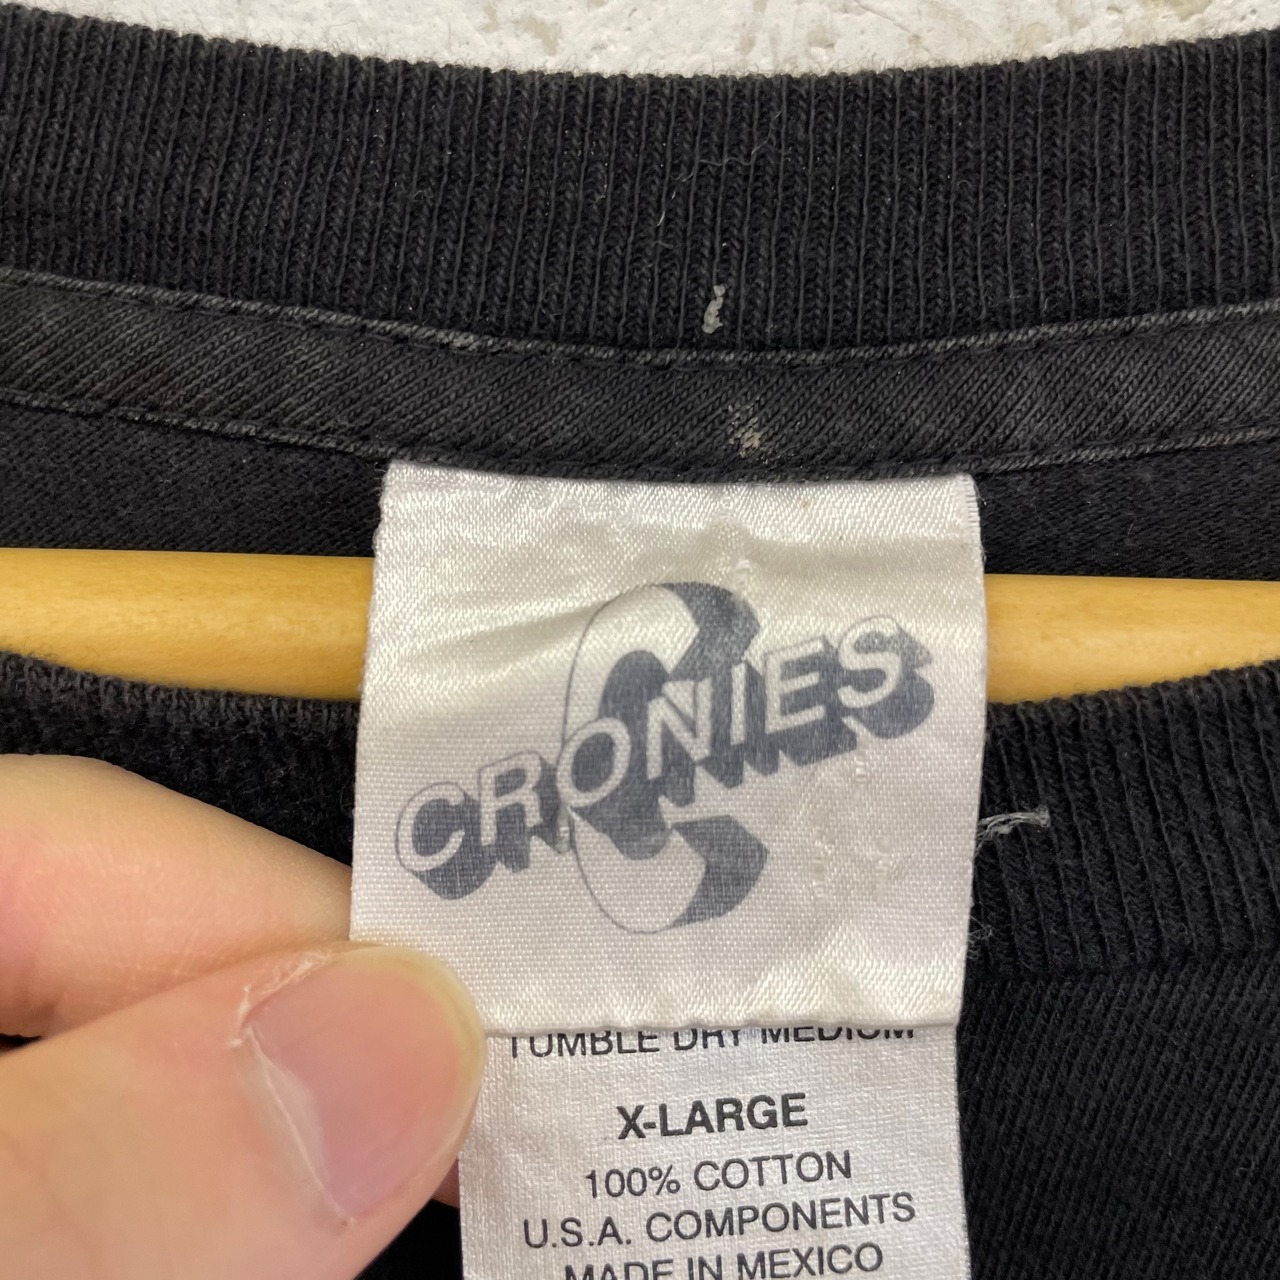 CRONIES
C
TUMBLE DRY MEDIUM
X-LARGE
100% COTTON
U.S.A. COMPONENTS
MADE IN MEXICO